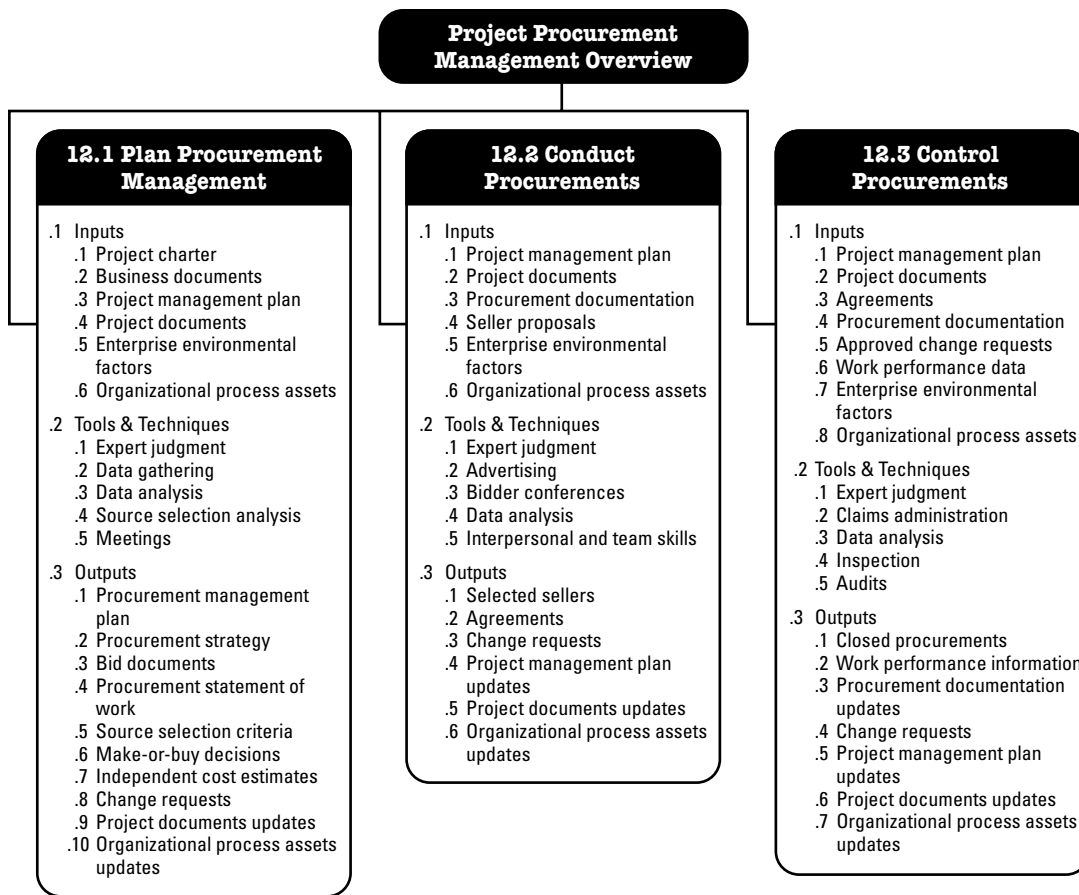 Project Procurement
Management Overview
12.1 Plan Procurement
Management
.1 Inputs
.1 Project charter
.2 Business documents
.3 Project management plan
.4 Project documents
.5 Enterprise environmental
factors
.6 Organizational process assets
.2 Tools & Techniques
.1 Expert judgment
.2 Data gathering
.3 Data analysis
.4 Source selection analysis
.5 Meetings
.3 Outputs
.1 Procurement management
plan
.2 Procurement strategy
.3 Bid documents
.4 Procurement statement of
work
.5 Source selection criteria
.6 Make-or-buy decisions
.7 Independent cost estimates
.8 Change requests
.9 Project documents updates
.10 Organizational process assets
updates
12.2 Conduct
Procurements
.1 Inputs
.1 Project management plan
.2 Project documents
.3 Procurement documentation
.4 Seller proposals
.5 Enterprise environmental
factors
.6 Organizational process assets
.2 Tools & Techniques
.1 Expert judgment
.2 Advertising
.3 Bidder conferences
.4 Data analysis
.5 Interpersonal and team skills
.3 Outputs
.1 Selected sellers
.2 Agreements
.3 Change requests
.4 Project management plan
updates
.5 Project documents updates
.6 Organizational process assets
updates
12.3 Control
Procurements
.1 Inputs
.1 Project management plan
.2 Project documents
.3 Agreements
.4 Procurement documentation
.5 Approved change requests
.6 Work performance data
.7 Enterprise environmental
factors
.8 Organizational process assets
.2 Tools & Techniques
.1 Expert judgment
.2 Claims administration
.3 Data analysis
.4 Inspection
.5 Audits
.3 Outputs
.1 Closed procurements
.2 Work performance information
.3 Procurement documentation
updates
.4 Change requests
.5 Project management plan
updates
.6 Project documents updates
.7 Organizational process assets
updates